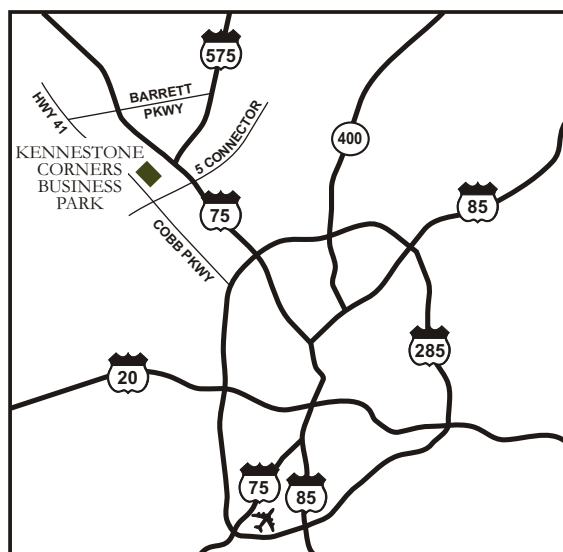 575
BARRETT
PKWY
HWY 41
5 CONNECTOR
400
KENNESTONE
CORNERS
BUSINESS
PARK
75
85
COBB PKWY
285
20
75
85